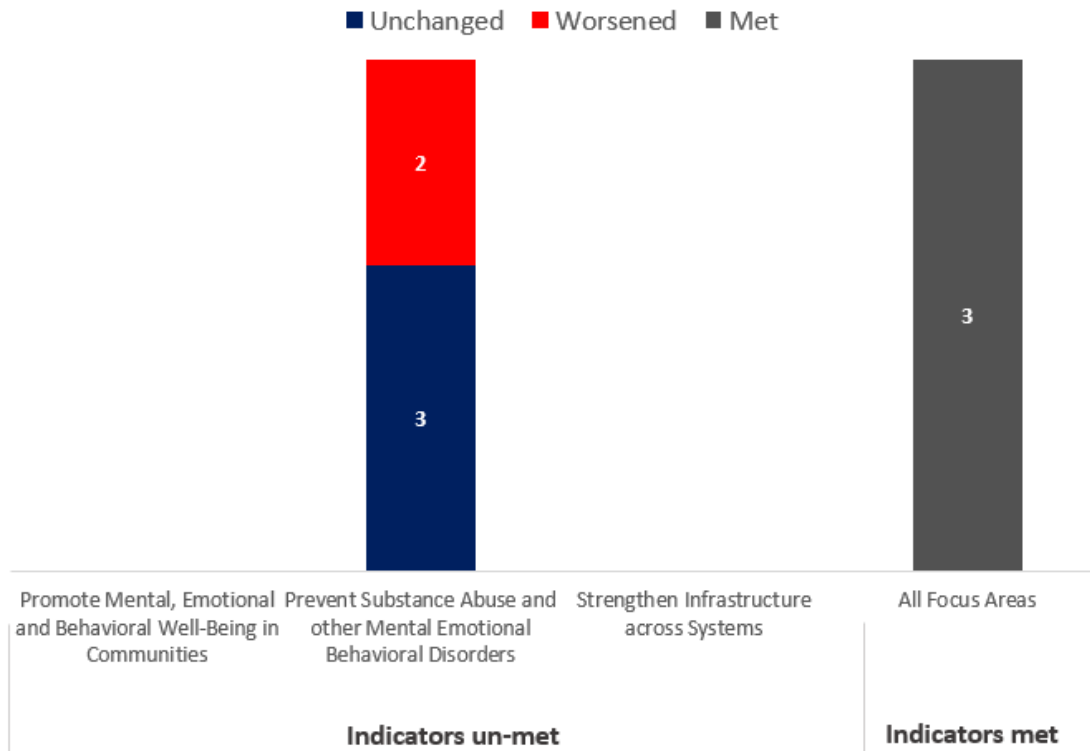 Unchanged Worsened Met
2
3
3
Promote Mental, Emotional
and Behavioral Well-Being in
Communities
Prevent Substance Abuse and
other Mental Emotional
Behavioral Disorders
Strengthen Infrastructure
across Systems
All Focus Areas
Indicators un-met
Indicators met